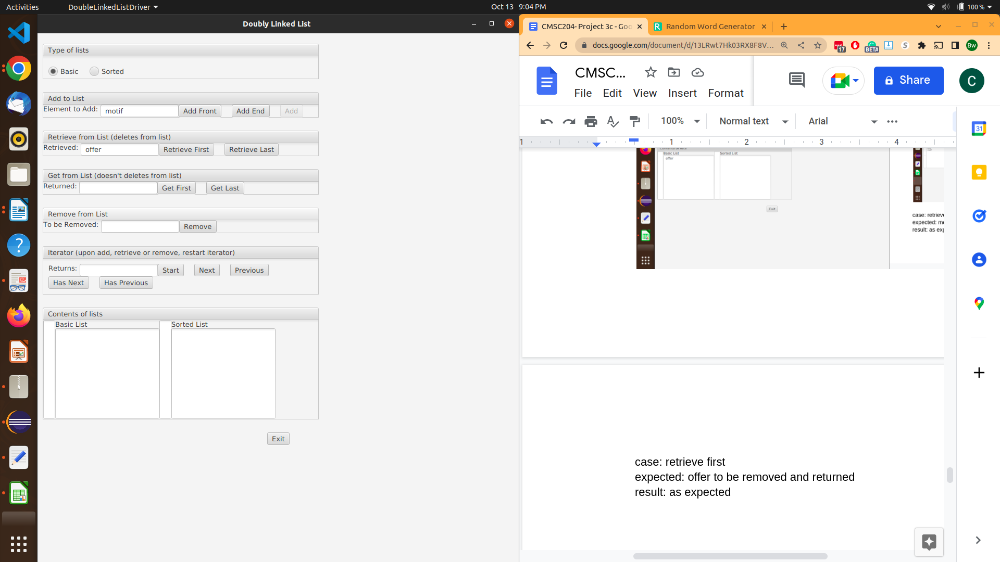 Activities
DoubleLinkedListDriver
Oct 13 9:04 PM
100 %
Doubly Linked List
Type of lists
Basic
Sorted
Add to List
Element to Add: motif Add Front Add End Add
Retrieve from List (deletes from list)
Retrieved: offer Retrieve First Retrieve Last
Get from List (doesn't deletes from list)
Returned: Get First Get Last
Remove from List
To be Removed: Remove
Iterator (upon add, retrieve or remove, restart iterator)
Returns: Start Next Previous
Has Next Has Previous
Contents of lists
Basic List Sorted List
Exit
CMSC204- Project 3c - Goo
Random Word Generator
docs.google.com/document/d/13LRwt7Hk03RX8F8V...
17
BETA
Bw
CMSC...
Share
C
File Edit View Insert Format
100% Normal text Arial
1 1 2 3 4
31
Contents of lists
Basic List Sorted List
offer
Exit
case: retrieve
expected:
result: as
case: retrieve first
expected: offer to be removed and returned
result: as expected